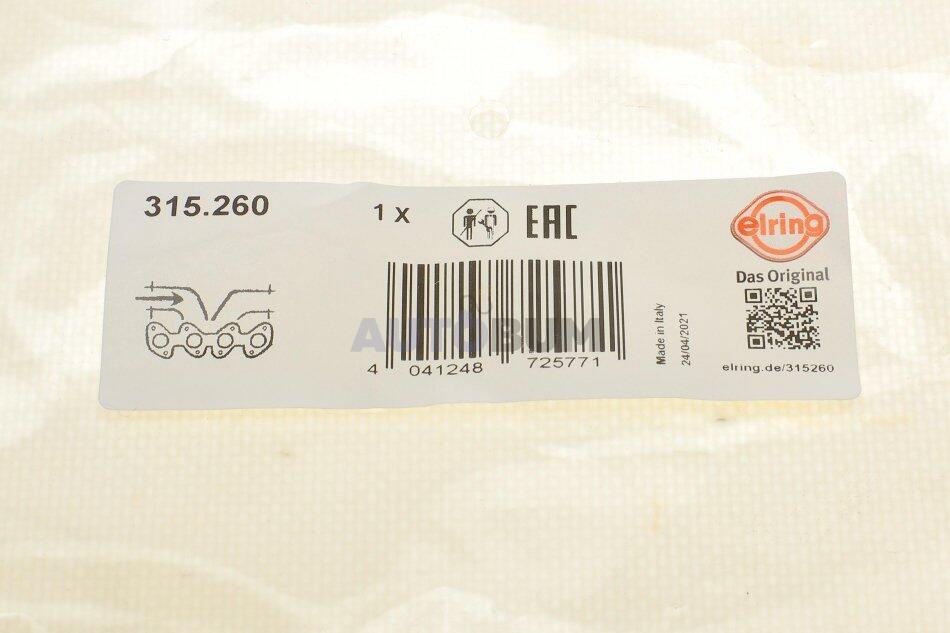 315.260
1 x
EAC
elring
Das Original
Made in Italy
24/04/2021
AUTOBUM
4 041248 725771
elring.de/315260